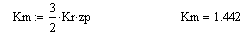 Km := 3/2 · Kr · zp    Km = 1.442